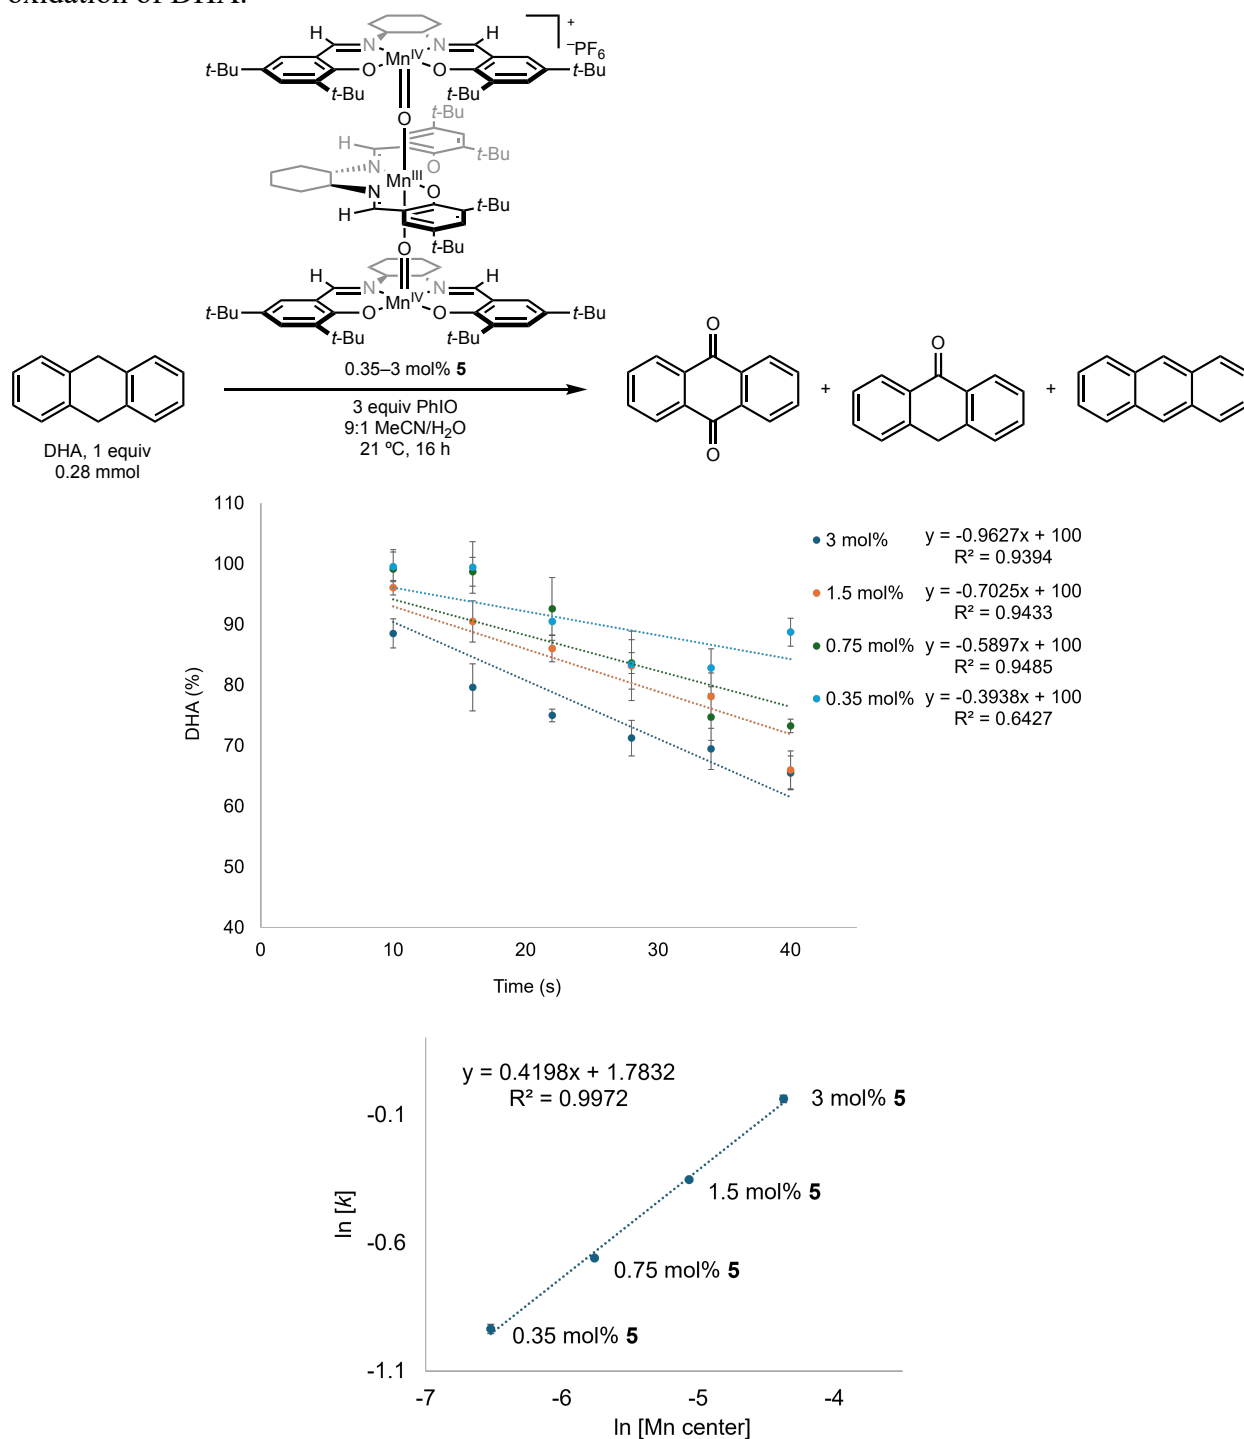 oxidation of DHA.
H
N
N
H
+
–PF6
MnIV
t-Bu
O
O
t-Bu
t-Bu
t-Bu
O
t-Bu
H
t-Bu
N
O
MnIII
N
O
t-Bu
H
t-Bu
O
H
N
N
H
MnIV
t-Bu
O
O
t-Bu
t-Bu
t-Bu
0.35–3 mol% 5
3 equiv PhIO
9:1 MeCN/H2O
21 ºC, 16 h
DHA, 1 equiv
0.28 mmol
O
O
+
O
+
110
100
90
80
70
60
50
40
DHA (%)
0
10
20
30
40
Time (s)
3 mol% y = -0.9627x + 100
R² = 0.9394
1.5 mol% y = -0.7025x + 100
R² = 0.9433
0.75 mol% y = -0.5897x + 100
R² = 0.9485
0.35 mol% y = -0.3938x + 100
R² = 0.6427
y = 0.4198x + 1.7832
R² = 0.9972
3 mol% 5
1.5 mol% 5
0.75 mol% 5
0.35 mol% 5
-0.1
-0.6
-1.1
ln [k]
-7
-6
-5
-4
ln [Mn center]